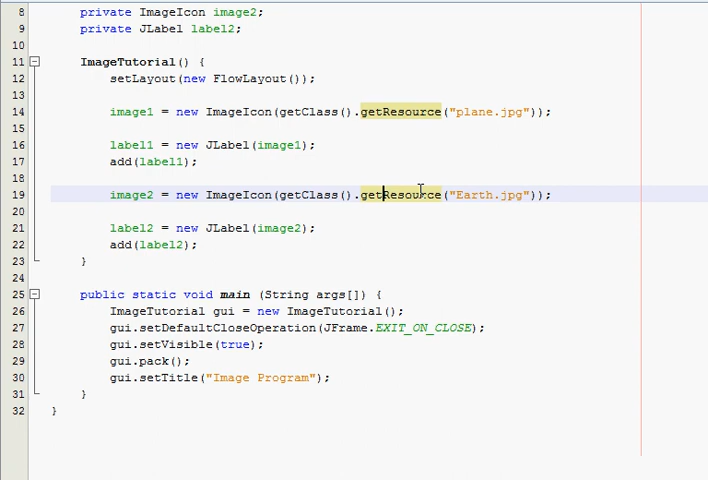 8 private ImageIcon image2;
9 private JLabel label2;
10
11 ImageTutorial() {
12 setLayout(new FlowLayout());
13
14 image1 = new ImageIcon(getClass().getResource("plane.jpg"));
15
16 label1 = new JLabel(image1);
17 add(label1);
18
19 image2 = new ImageIcon(getClass().getResource("Earth.jpg"));
20
21 label2 = new JLabel(image2);
22 add(label2);
23 }
24
25 public static void main (String args[]) {
26 ImageTutorial gui = new ImageTutorial();
27 gui.setDefaultCloseOperation(JFrame.EXIT_ON_CLOSE);
28 gui.setVisible(true);
29 gui.pack();
30 gui.setTitle("Image Program");
31 }
32 }